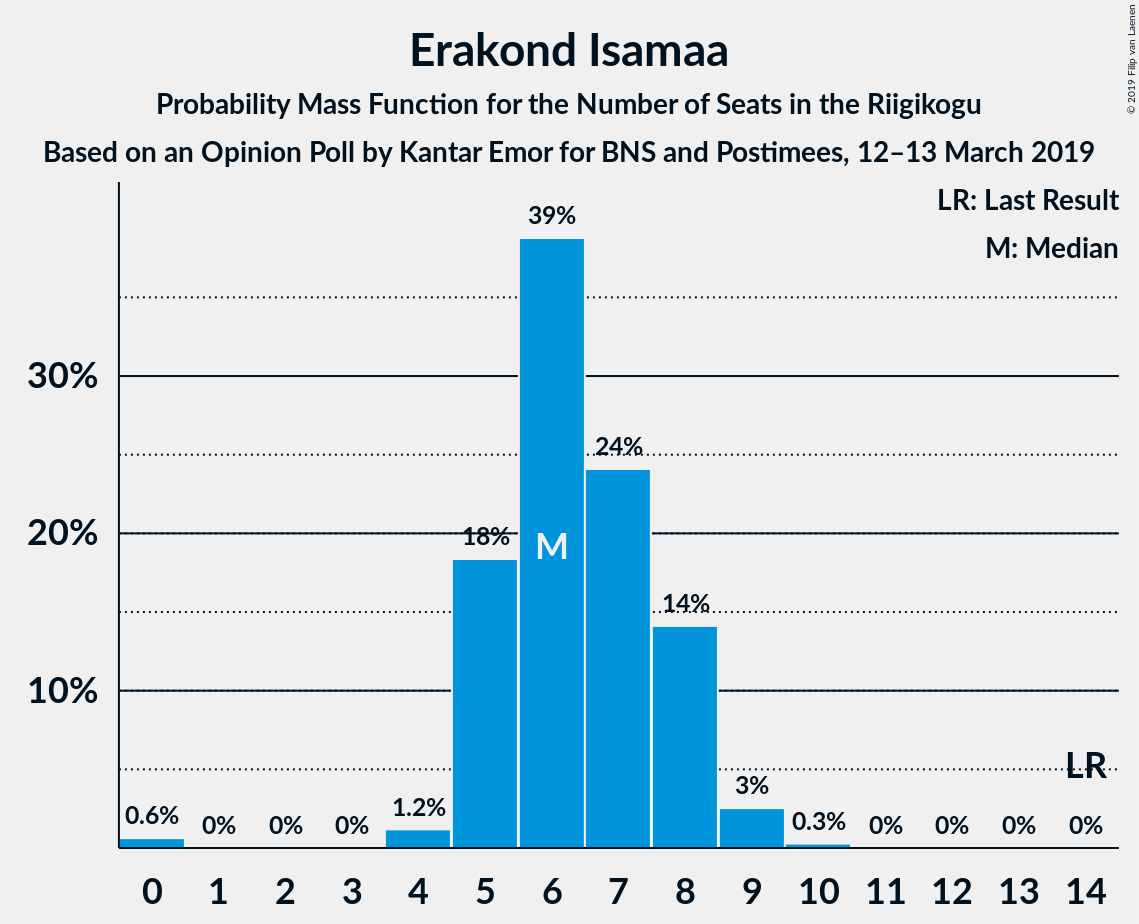 Erakond Isamaa
Probability Mass Function for the Number of Seats in the Riigikogu
Based on an Opinion Poll by Kantar Emor for BNS and Postimees, 12–13 March 2019
© 2019 Filip van Laenen
LR: Last Result
M: Median
39%
30%
24%
20%
18%
M
14%
10%
LR
3%
0.6% 0% 0% 0% 1.2% 0.3% 0% 0% 0% 0%
0 1 2 3 4 5 6 7 8 9 10 11 12 13 14